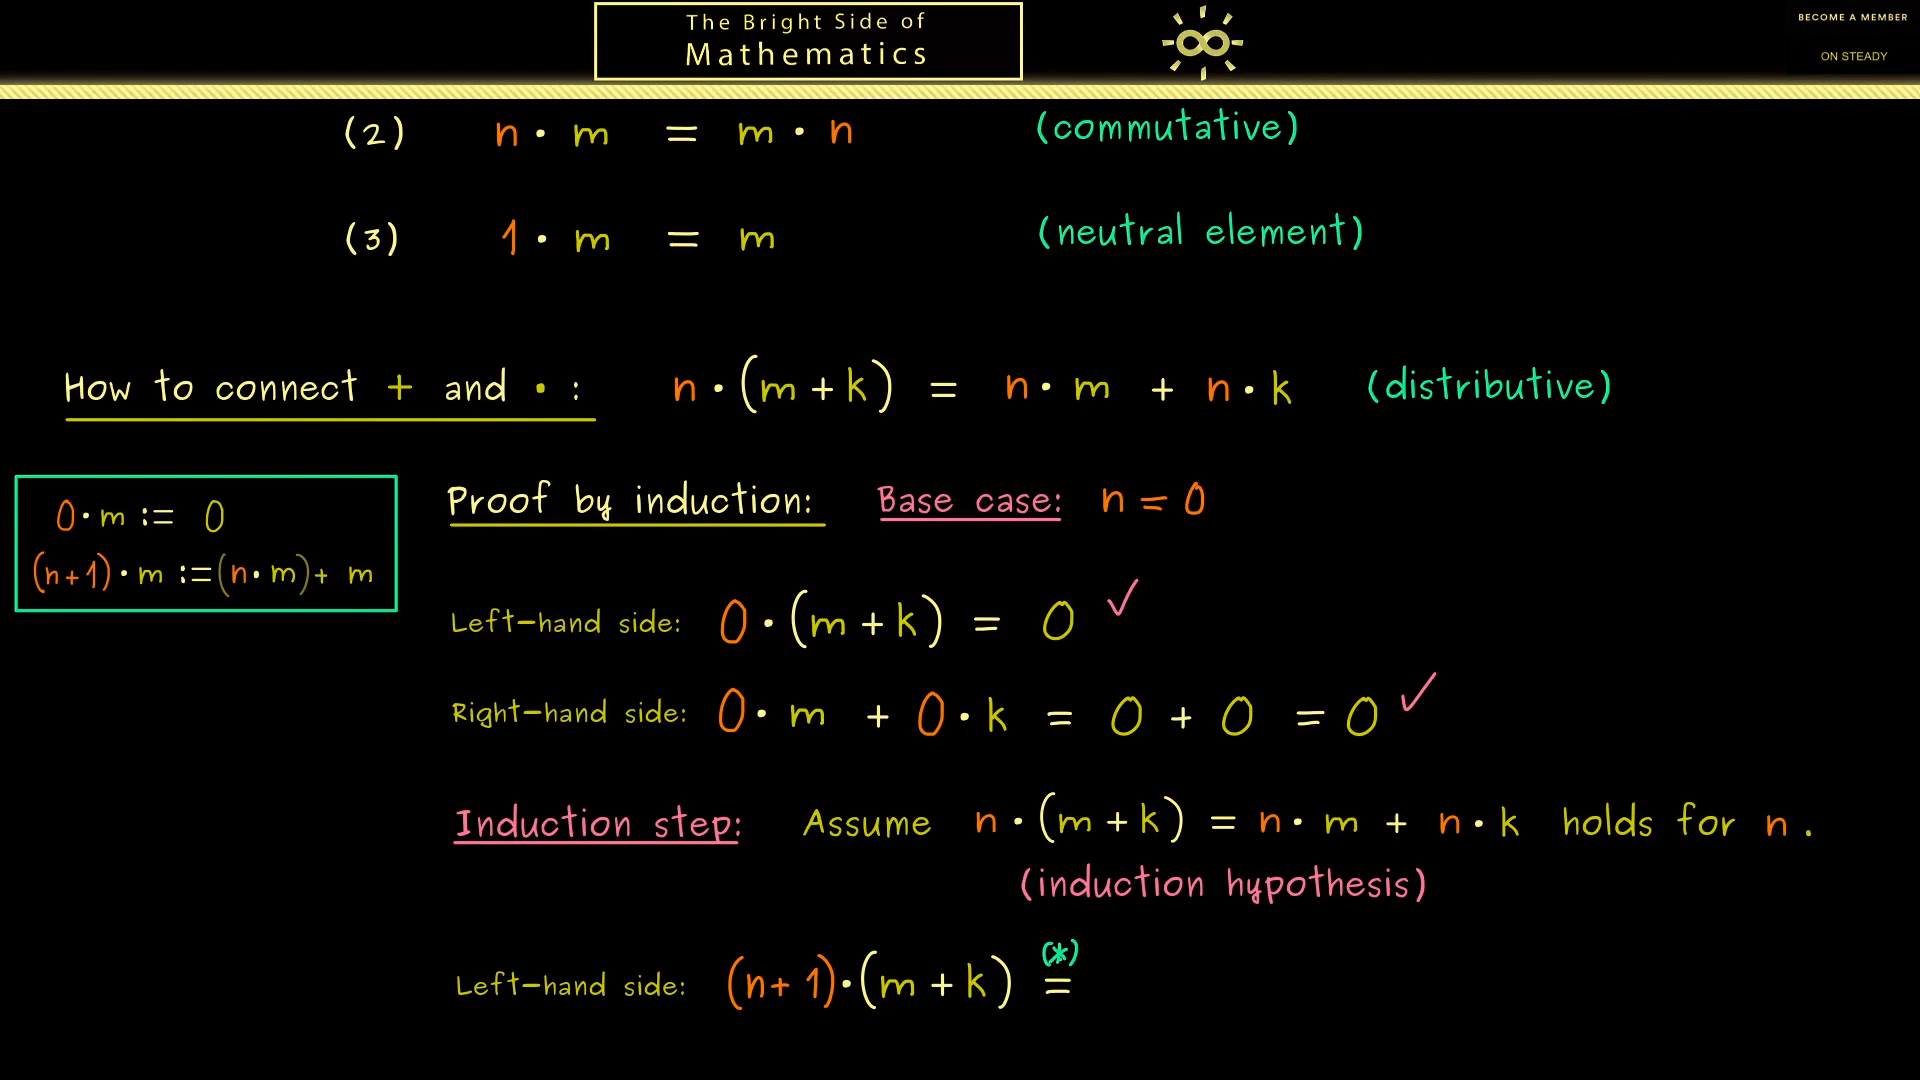 The Bright Side of
Mathematics
BECOME A MEMBER
ON STEADY
(2) n · m = m · n (commutative)
(3) 1 · m = m (neutral element)
How to connect + and · : n · (m + k) = n · m + n · k (distributive)
0 · m := 0
(n+1) · m := (n · m) + m
Proof by induction: Base case: n = 0
Left-hand side: 0 · (m + k) = 0 ✓
Right-hand side: 0 · m + 0 · k = 0 + 0 = 0 ✓
Induction step: Assume n · (m + k) = n · m + n · k holds for n .
(induction hypothesis)
(*)
Left-hand side: (n+1) · (m + k) =